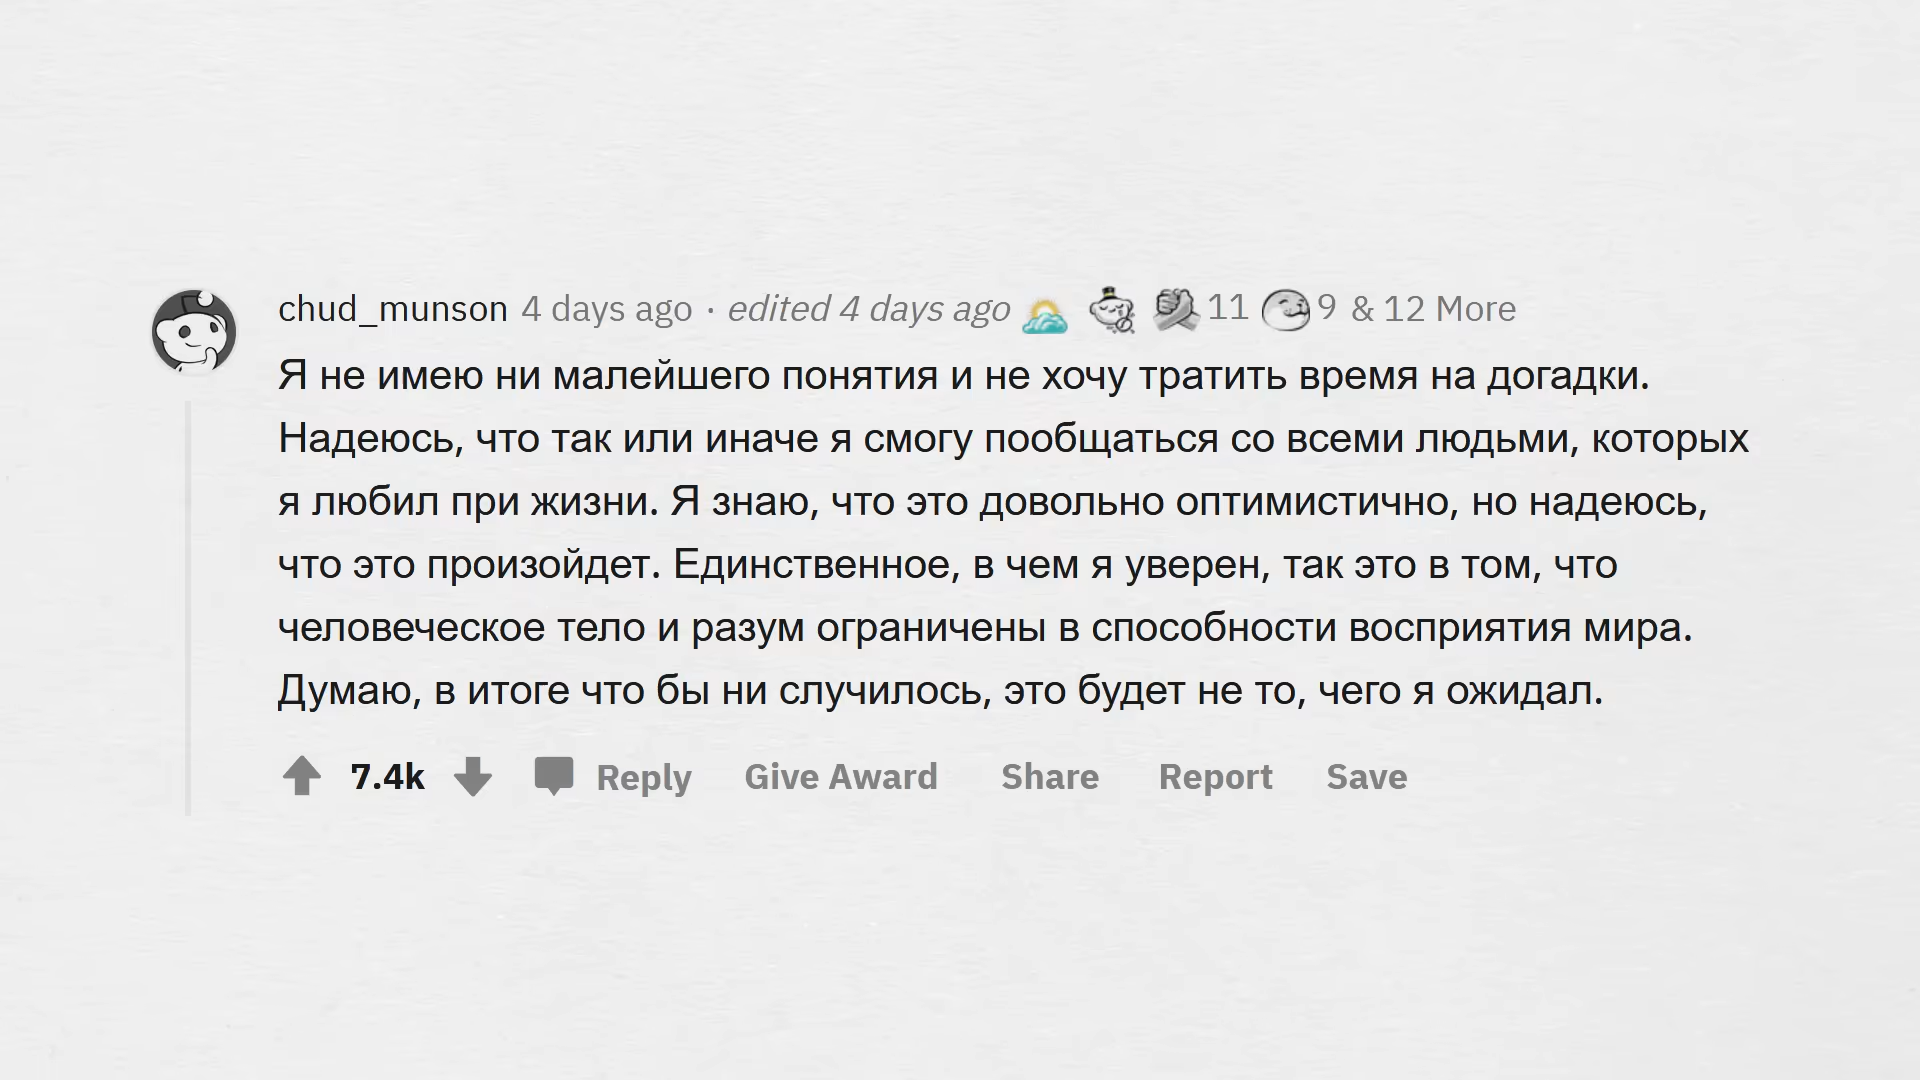 chud_munson 4 days ago · edited 4 days ago 11 9 & 12 More
Я не имею ни малейшего понятия и не хочу тратить время на догадки.
Надеюсь, что так или иначе я смогу пообщаться со всеми людьми, которых
я любил при жизни. Я знаю, что это довольно оптимистично, но надеюсь,
что это произойдет. Единственное, в чем я уверен, так это в том, что
человеческое тело и разум ограничены в способности восприятия мира.
Думаю, в итоге что бы ни случилось, это будет не то, чего я ожидал.
7.4k Reply Give Award Share Report Save